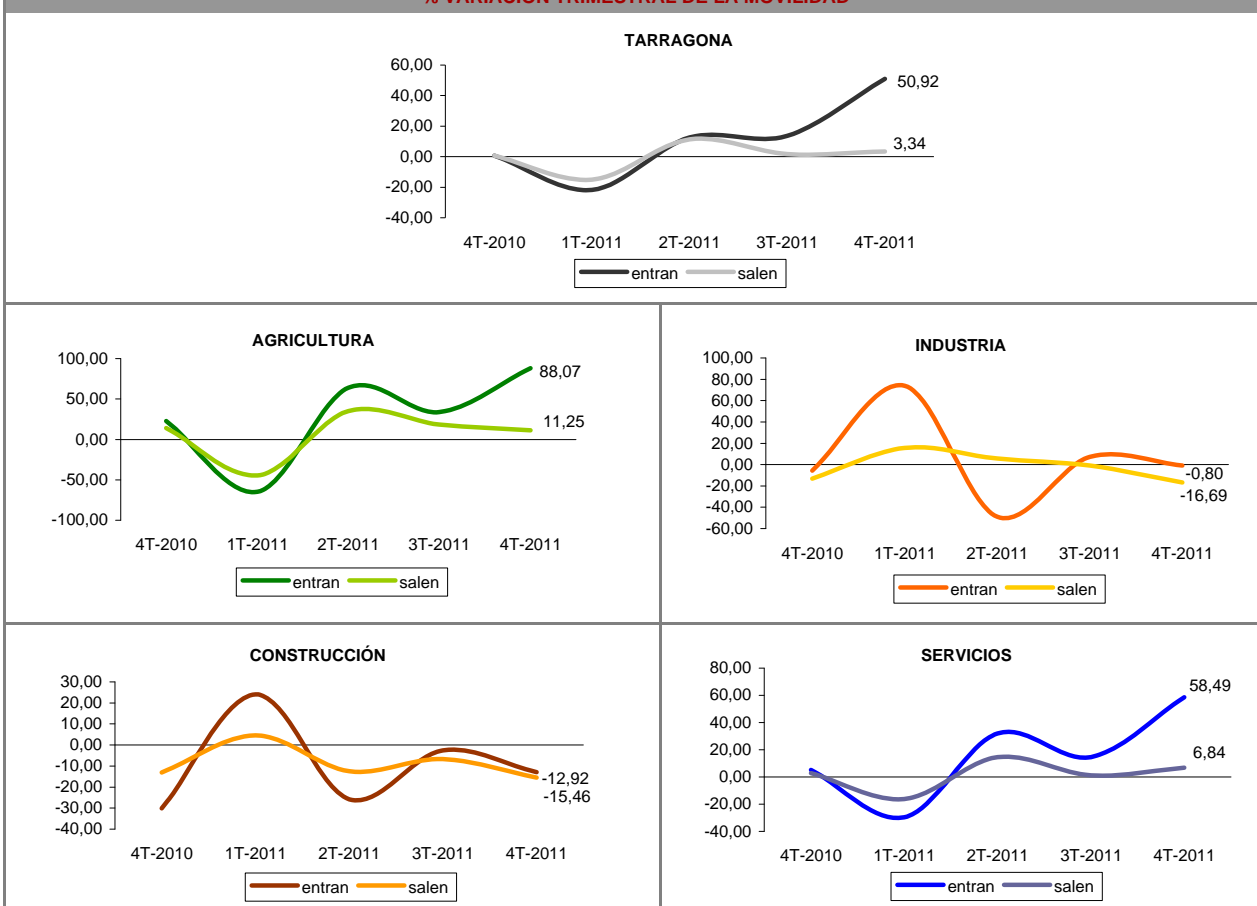 % VARIACIÓN TRIMESTRAL DE LA MOVILIDAD
TARRAGONA
60,00
40,00
20,00
0,00
-20,00
-40,00
50,92
3,34
4T-2010 1T-2011 2T-2011 3T-2011 4T-2011
entran salen
AGRICULTURA
100,00
50,00
0,00
-50,00
-100,00
88,07
11,25
4T-2010 1T-2011 2T-2011 3T-2011 4T-2011
entran salen
INDUSTRIA
100,00
80,00
60,00
40,00
20,00
0,00
-20,00
-40,00
-60,00
-0,80
-16,69
4T-2010 1T-2011 2T-2011 3T-2011 4T-2011
entran salen
CONSTRUCCIÓN
30,00
20,00
10,00
0,00
-10,00
-20,00
-30,00
-40,00
-12,92
-15,46
4T-2010 1T-2011 2T-2011 3T-2011 4T-2011
entran salen
SERVICIOS
80,00
60,00
40,00
20,00
0,00
-20,00
-40,00
58,49
6,84
4T-2010 1T-2011 2T-2011 3T-2011 4T-2011
entran salen